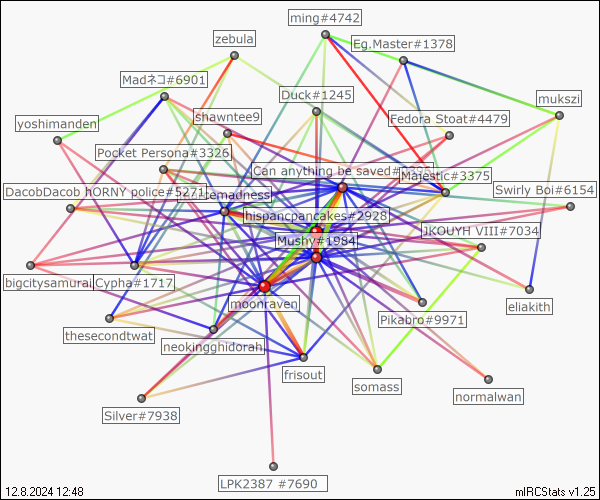 ming#4742
Eg.Master#1378
zebula
Madネコ#6901
Duck#1245
mukszi
yoshimanden
shawntee9
Fedora Stoat#4479
Pocket Persona#3326
Can anything be saved#
Majestic#3375
DacobDacob hORNY police#5271
cemadness
Swirly Boi#6154
hispancpancakes#2928
JKOUYH VIII#7034
Mushy#1984
bigcitysamurai
Cypha#1717
moonraven
eliakith
Pikabro#9971
thesecondtwat
neokingghidorah
frisout
somass
normalwan
Silver#7938
LPK2387 #7690
12.8.2024 12:48
mIRCStats v1.25